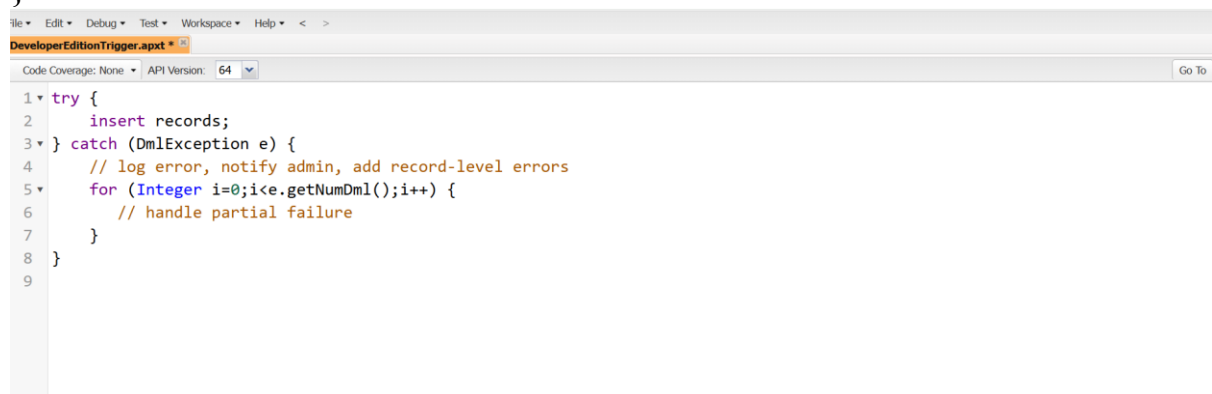 File Edit Debug Test Workspace Help < >
DeveloperEditionTrigger.apxt *
Code Coverage: None API Version: 64 Go To
1 try {
2 insert records;
3 } catch (DmlException e) {
4 // log error, notify admin, add record-level errors
5 for (Integer i=0;i<e.getNumDml();i++) {
6 // handle partial failure
7 }
8 }
9